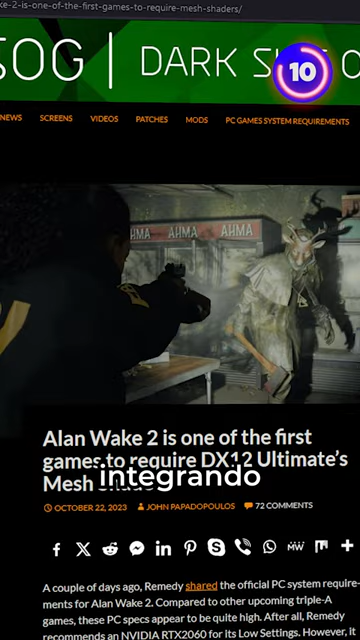 ke-2-is-one-of-the-first-games-to-require-mesh-shaders/
SOG | DARK S
10
NEWS SCREENS VIDEOS PATCHES MODS PC GAMES SYSTEM REQUIREMENTS
AHMA AHMA AHMA
Alan Wake 2 is one of the first
games to require DX12 Ultimate's
Mesh
integrando
OCTOBER 22, 2023 JOHN PAPADOPOULOS 72 COMMENTS
A couple of days ago, Remedy shared the official PC system require-
ments for Alan Wake 2. Compared to other upcoming triple-A
games, these PC specs appear to be quite high. After all, Remedy
recommends an NVIDIA RTX2060 for its Low Settings. However, it